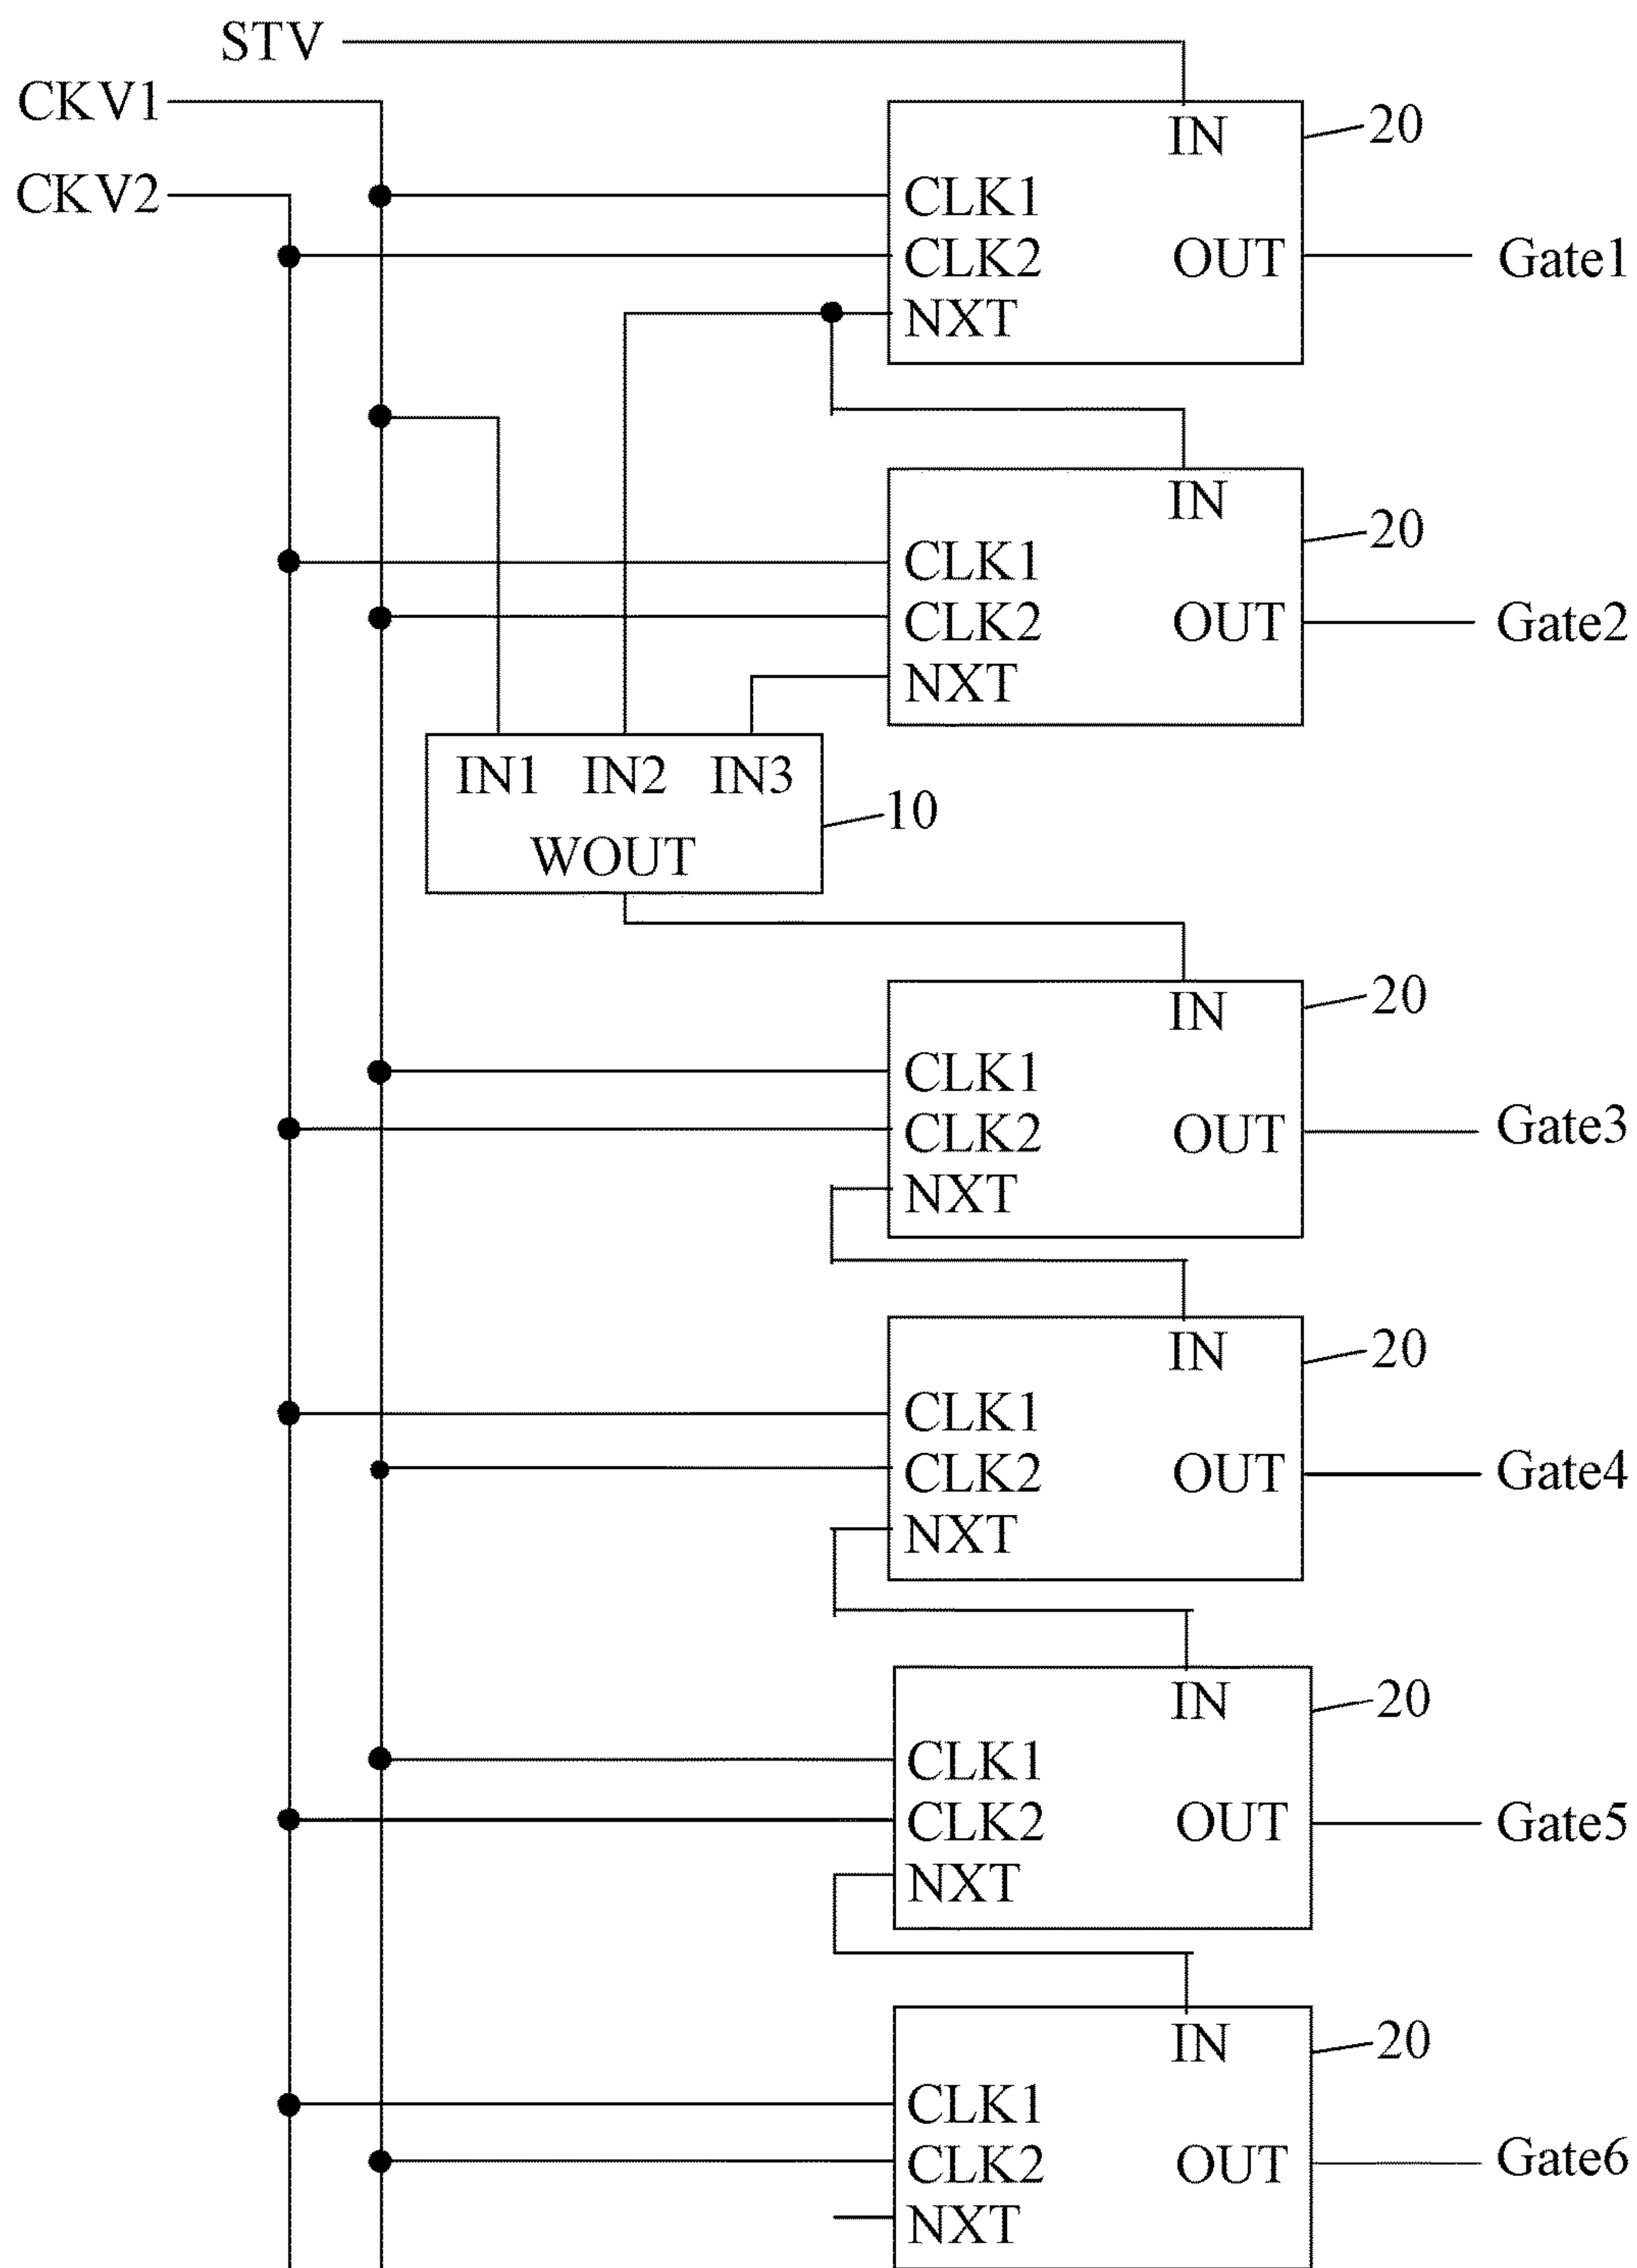 STV
CKV1
CKV2
IN
20
CLK1
CLK2
OUT
Gate1
NXT
IN
20
CLK1
CLK2
OUT
Gate2
NXT
IN1 IN2 IN3
10
WOUT
IN
20
CLK1
CLK2
OUT
Gate3
NXT
IN
20
CLK1
CLK2
OUT
Gate4
NXT
IN
20
CLK1
CLK2
OUT
Gate5
NXT
IN
20
CLK1
CLK2
OUT
Gate6
NXT